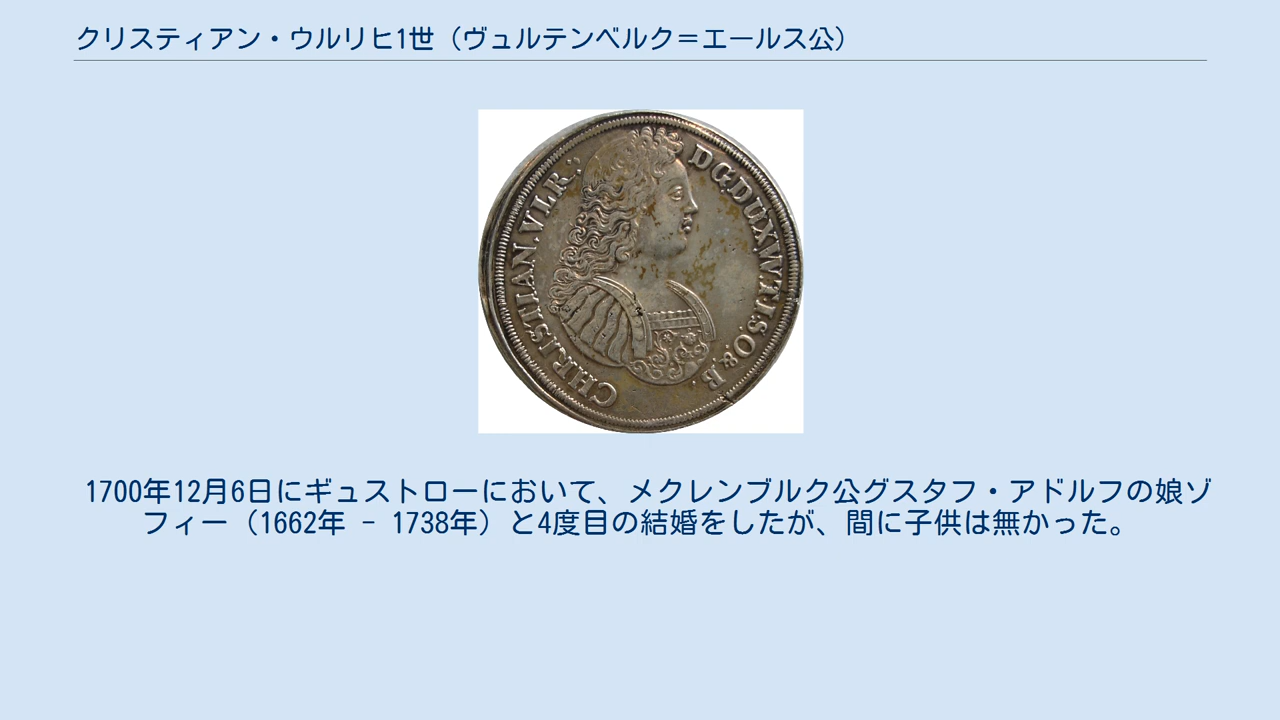 クリスティアン・ウルリヒ1世（ヴュルテンベルク＝エールス公）
CHRISTIAN.VLR. D.G.DUX.W.T.I.S.O.&.B.
1700年12月6日にギュストローにおいて、メクレンブルク公グスタフ・アドルフの娘ゾ
フィー（1662年 - 1738年）と4度目の結婚をしたが、間に子供は無かった。